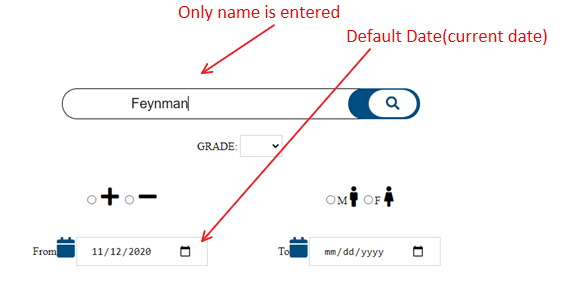 Only name is entered
Default Date(current date)
Feynman
GRADE:
M F
From 11/12/2020 To mm/dd/yyyy